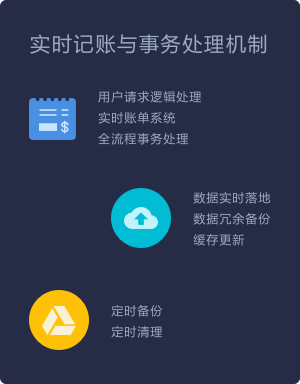 实时记账与事务处理机制
用户请求逻辑处理
实时账单系统
全流程事务处理
$
数据实时落地
数据冗余备份
缓存更新
定时备份
定时清理